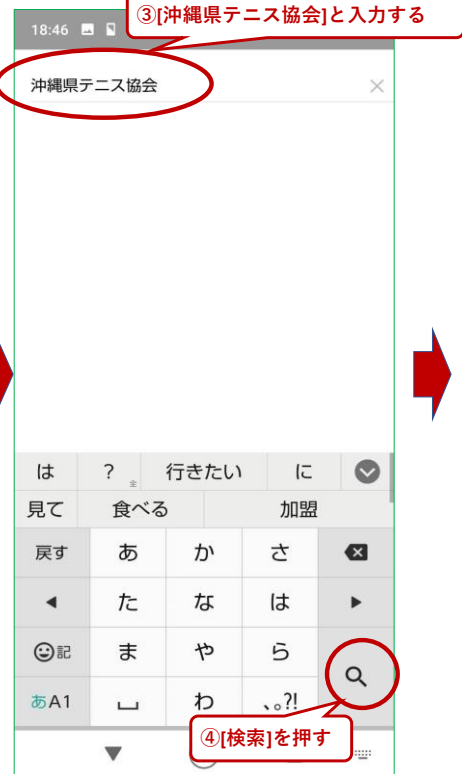 ③[沖縄県テニス協会]と入力する
18:46
沖縄県テニス協会
は ? 全 行きたい に
見て 食べる 加盟
戻す あ か さ
た な は
記 ま や ら
あA1 わ 、。?!
④[検索]を押す